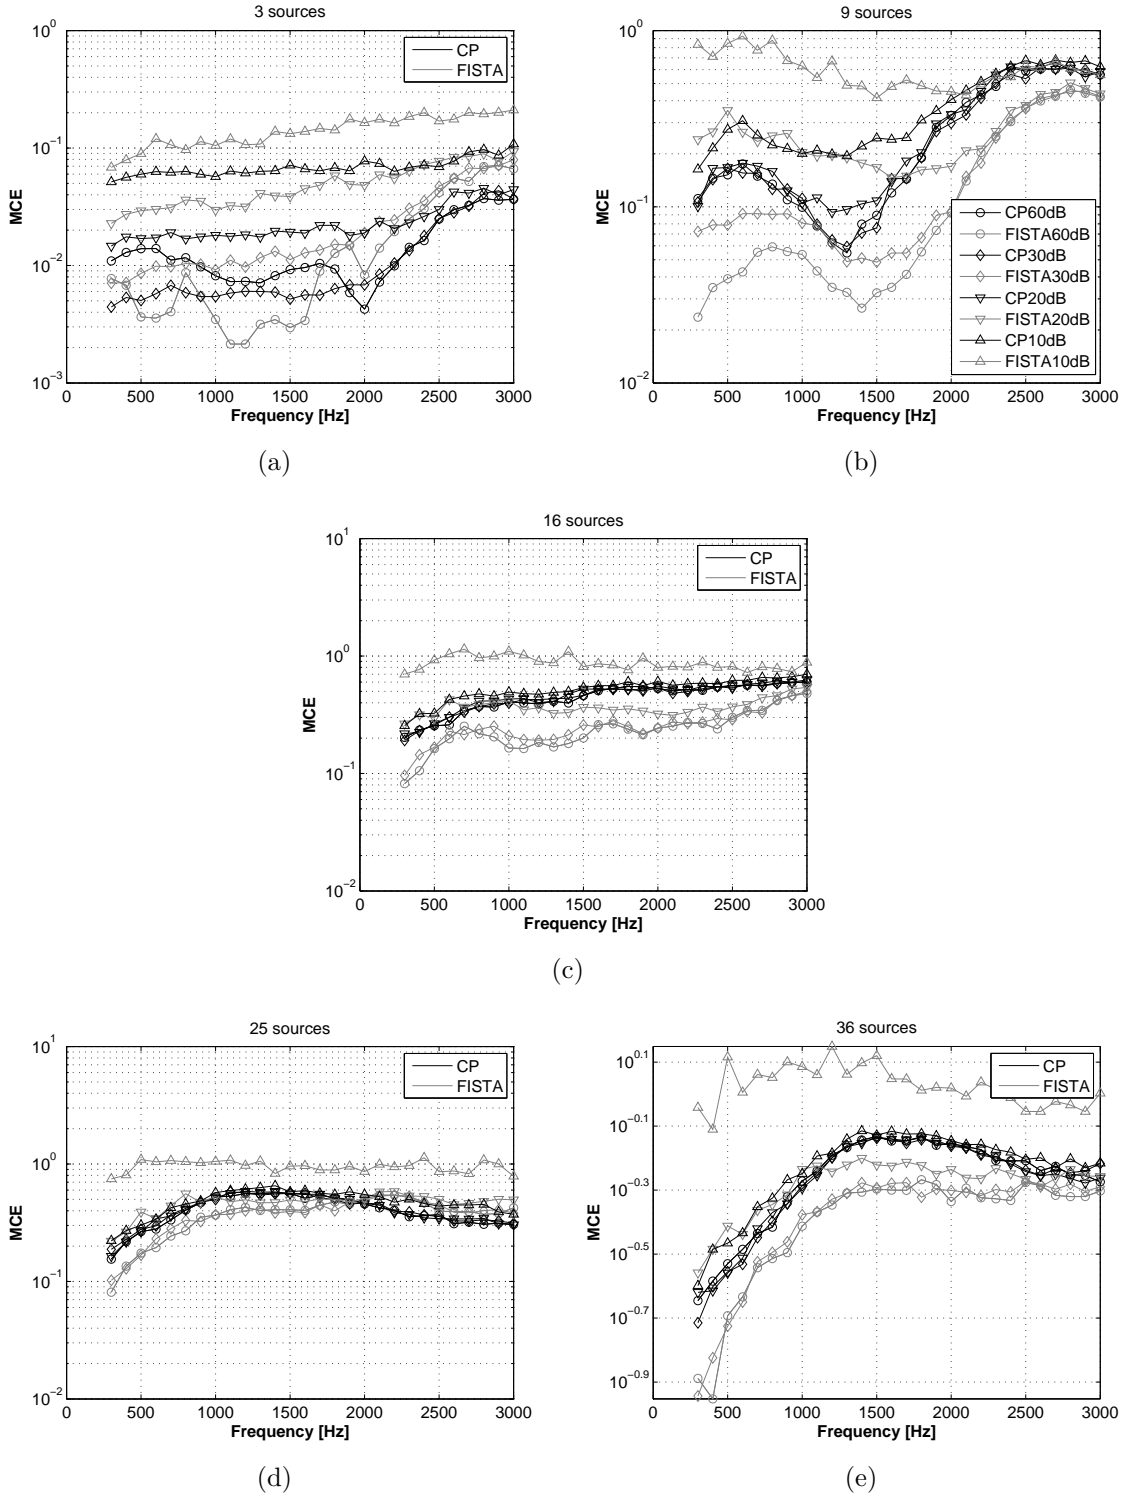 3 sources
10^0
10^−1
10^−2
10^−3
MCE
CP
FISTA
0 500 1000 1500 2000 2500 3000
Frequency [Hz]
(a)
9 sources
10^0
10^−1
10^−2
MCE
CP60dB
FISTA60dB
CP30dB
FISTA30dB
CP20dB
FISTA20dB
CP10dB
FISTA10dB
0 500 1000 1500 2000 2500 3000
Frequency [Hz]
(b)
16 sources
10^1
10^0
10^−1
10^−2
MCE
CP
FISTA
0 500 1000 1500 2000 2500 3000
Frequency [Hz]
(c)
25 sources
10^1
10^0
10^−1
10^−2
MCE
CP
FISTA
0 500 1000 1500 2000 2500 3000
Frequency [Hz]
(d)
36 sources
10^0.1
10^−0.1
10^−0.3
10^−0.5
10^−0.7
10^−0.9
MCE
CP
FISTA
0 500 1000 1500 2000 2500 3000
Frequency [Hz]
(e)